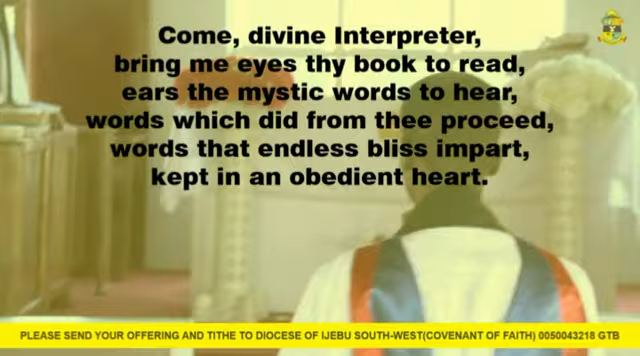 Come, divine Interpreter,
bring me eyes thy book to read,
ears the mystic words to hear,
words which did from thee proceed,
words that endless bliss impart,
kept in an obedient heart.
PLEASE SEND YOUR OFFERING AND TITHE TO DIOCESE OF IJEBU SOUTH-WEST(COVENANT OF FAITH) 0050043218 GTB